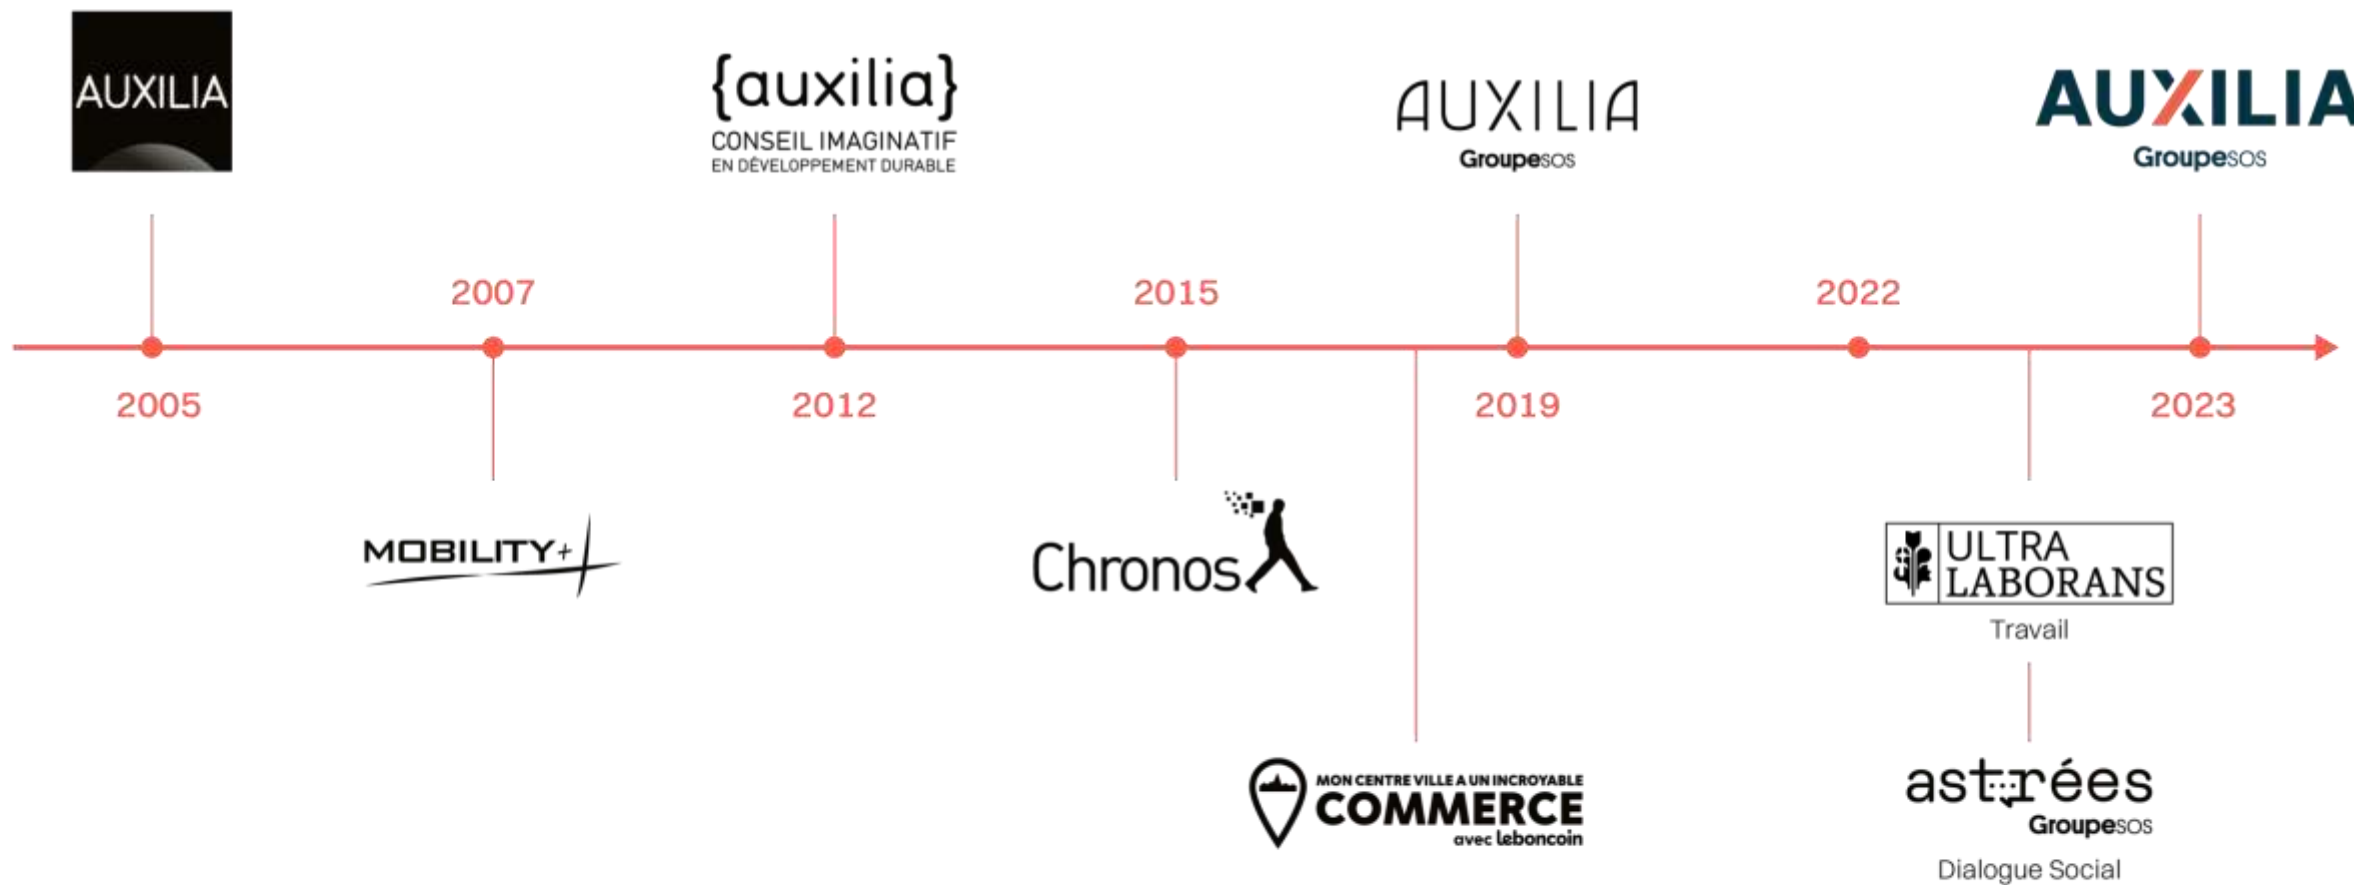 AUXILIA
{auxilia}
CONSEIL IMAGINATIF
EN DÉVELOPPEMENT DURABLE
AUXILIA
Groupesos
AUXILIA
Groupesos
2007
2015
2022
2005
2012
2019
2023
MOBILITY+
Chronos
ULTRA
LABORANS
Travail
MON CENTRE VILLE A UN INCROYABLE
COMMERCE
avec leboncoin
astrées
Groupesos
Dialogue Social